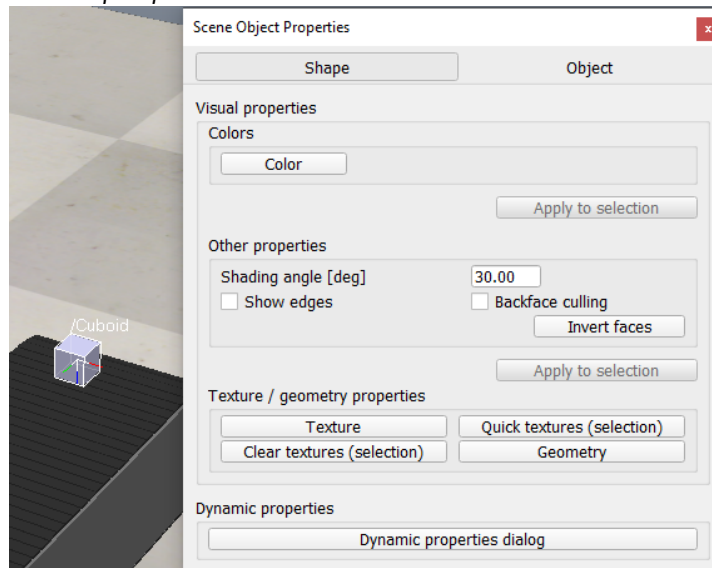 Scene Object Properties
x
Shape Object
Visual properties
Colors
Color
Apply to selection
Other properties
Shading angle [deg] 30.00
Show edges Backface culling
Invert faces
/Cuboid
Apply to selection
Texture / geometry properties
Texture Quick textures (selection)
Clear textures (selection) Geometry
Dynamic properties
Dynamic properties dialog